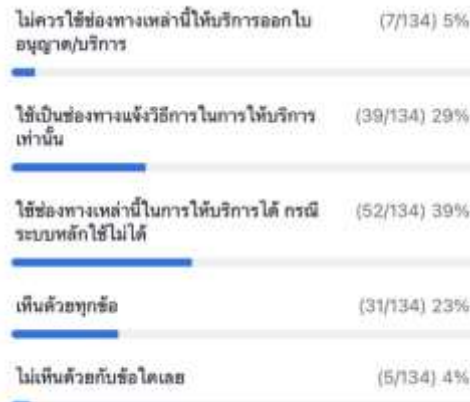 ไม่ควรใช้ช่องทางเหล่านี้ให้บริการออกใบ (7/134) 5%
อนุญาต/บริการ
ใช้เป็นช่องทางแจ้งวิธีการในการให้บริการ (39/134) 29%
เท่านั้น
ใช้ช่องทางเหล่านี้ในการให้บริการได้ กรณี (52/134) 39%
ระบบหลักใช้ไม่ได้
เห็นด้วยทุกข้อ (31/134) 23%
ไม่เห็นด้วยกับข้อใดเลย (5/134) 4%